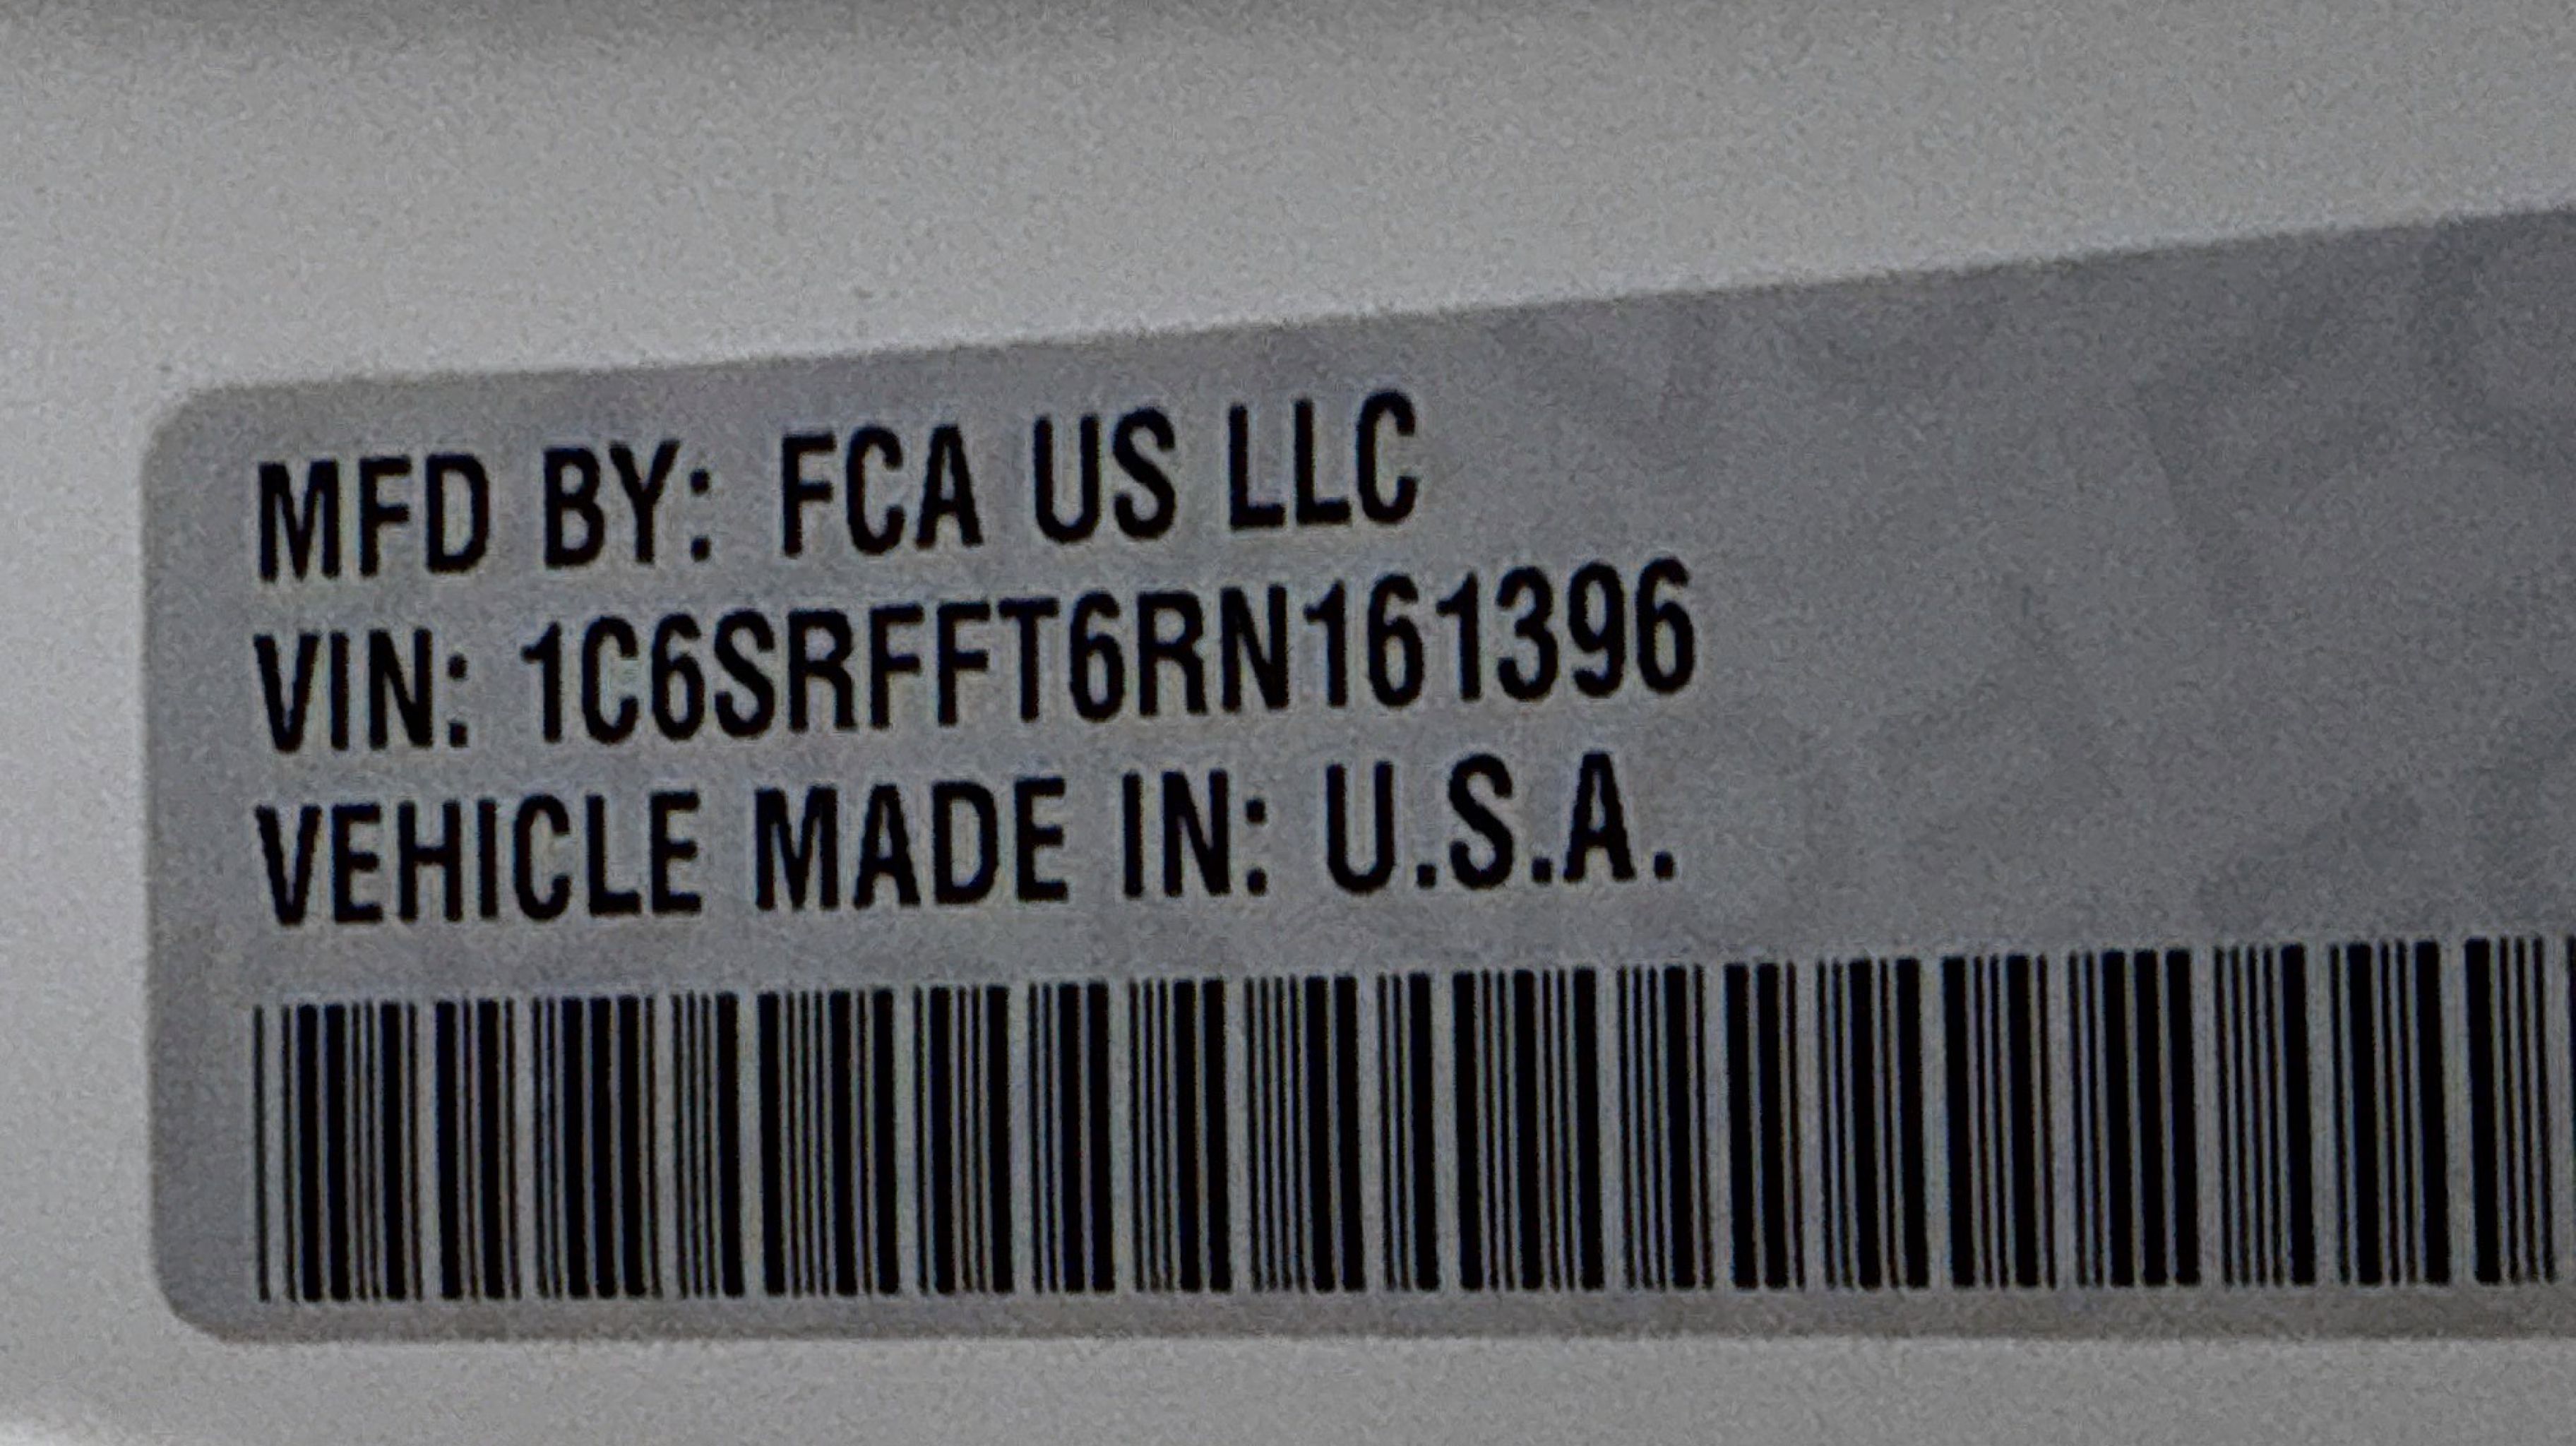 MFD BY: FCA US LLC
VIN: 1C6SRFFT6RN161396
VEHICLE MADE IN: U.S.A.